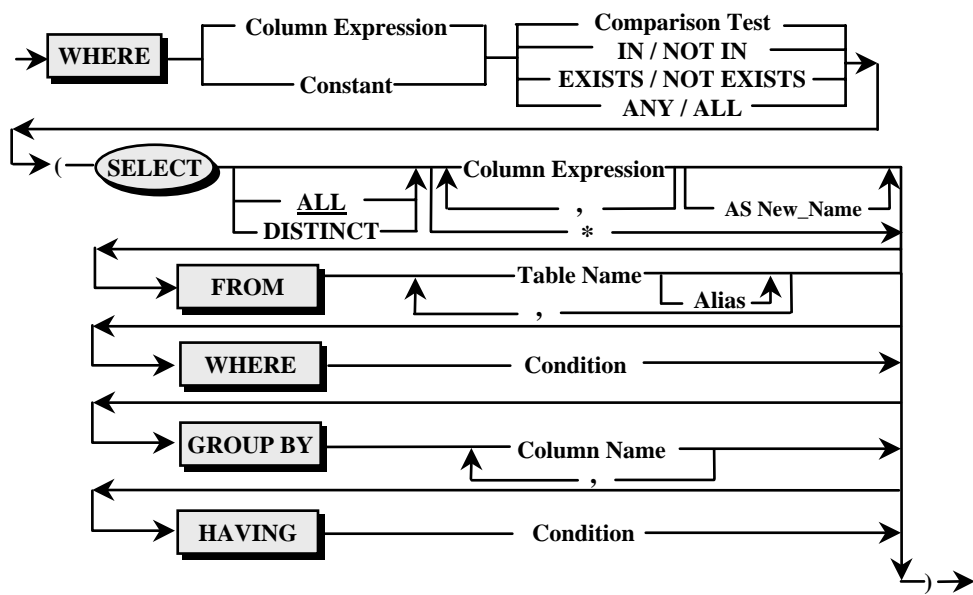 Column Expression
Comparison Test
WHERE
IN / NOT IN
Constant
EXISTS / NOT EXISTS
ANY / ALL
( SELECT
Column Expression
ALL
,
AS New_Name
DISTINCT
*
FROM
Table Name
,
Alias
WHERE
Condition
GROUP BY
Column Name
,
HAVING
Condition
)